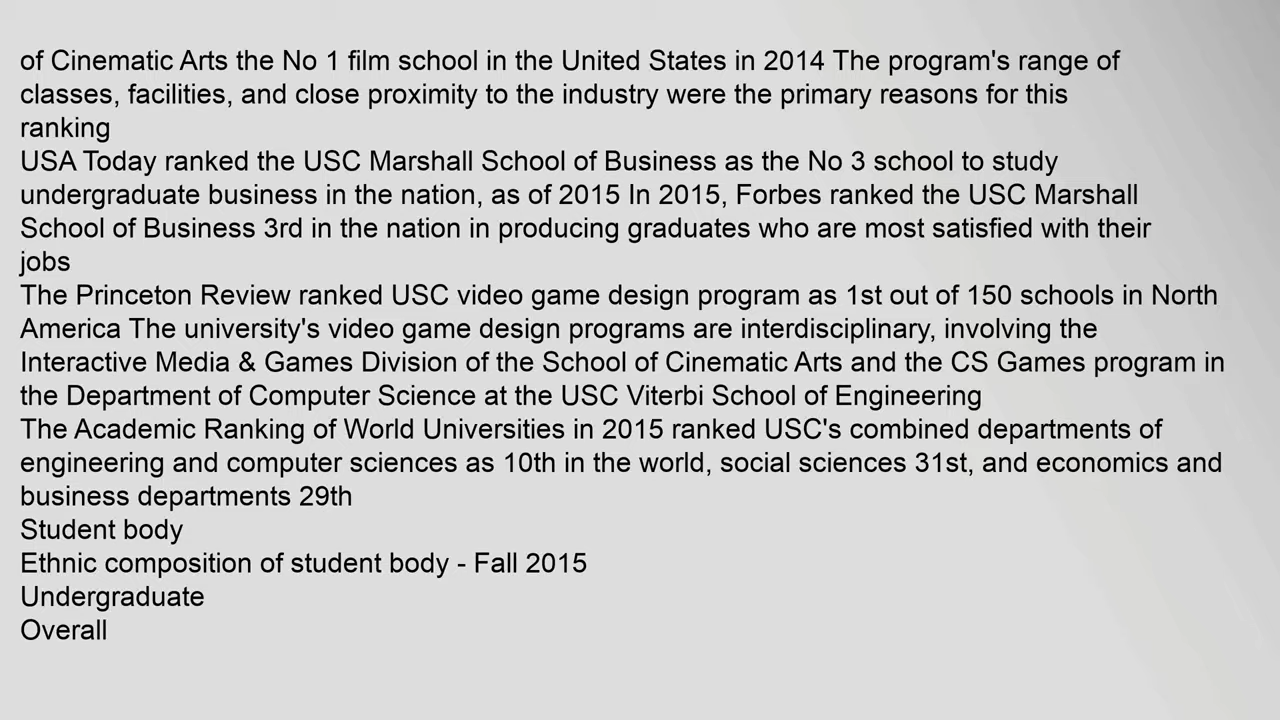 of Cinematic Arts the No 1 film school in the United States in 2014 The program's range of
classes, facilities, and close proximity to the industry were the primary reasons for this
ranking
USA Today ranked the USC Marshall School of Business as the No 3 school to study
undergraduate business in the nation, as of 2015 In 2015, Forbes ranked the USC Marshall
School of Business 3rd in the nation in producing graduates who are most satisfied with their
jobs
The Princeton Review ranked USC video game design program as 1st out of 150 schools in North
America The university's video game design programs are interdisciplinary, involving the
Interactive Media & Games Division of the School of Cinematic Arts and the CS Games program in
the Department of Computer Science at the USC Viterbi School of Engineering
The Academic Ranking of World Universities in 2015 ranked USC's combined departments of
engineering and computer sciences as 10th in the world, social sciences 31st, and economics and
business departments 29th
Student body
Ethnic composition of student body - Fall 2015
Undergraduate
Overall